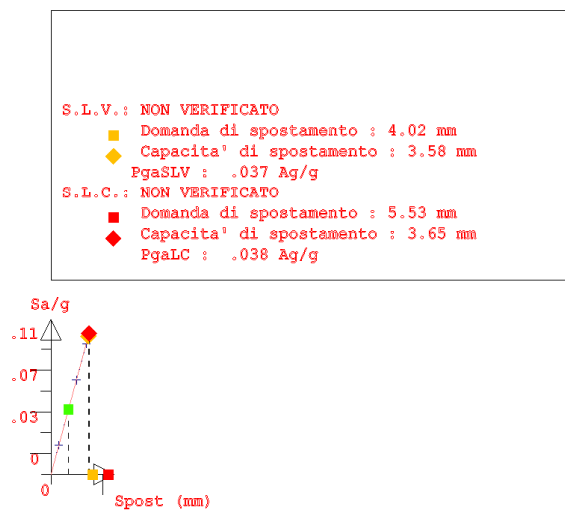 S.L.V.: NON VERIFICATO
Domanda di spostamento : 4.02 mm
Capacita' di spostamento : 3.58 mm
PgaSLV : .037 Ag/g
S.L.C.: NON VERIFICATO
Domanda di spostamento : 5.53 mm
Capacita' di spostamento : 3.65 mm
PgaLC : .038 Ag/g
Sa/g
.11
.07
.03
0
0
Spost (mm)